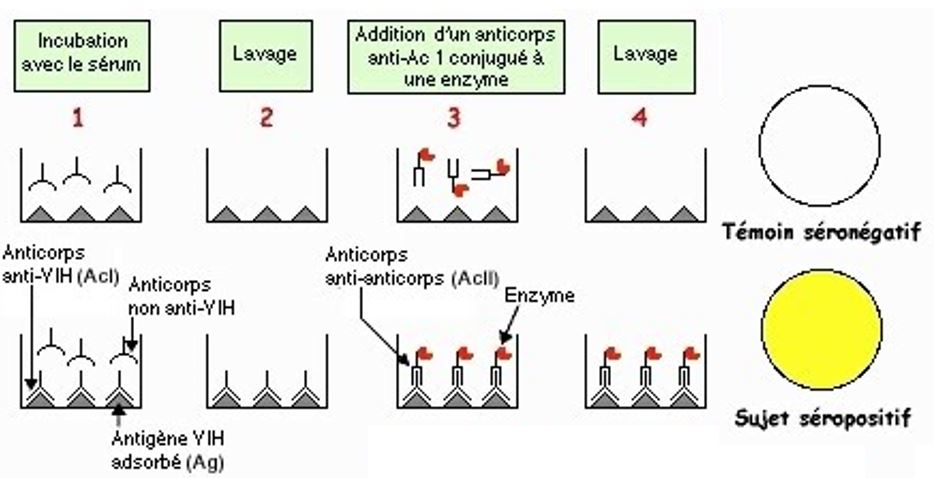 Incubation
avec le sérum
Lavage
Addition d'un anticorps
anti-Ac 1 conjugué à
une enzyme
Lavage
1
2
3
4
Témoin séronégatif
Anticorps
anti-VIH (AcI)
Anticorps
non anti-VIH
Anticorps
anti-anticorps (AcII)
Enzyme
Antigène VIH
adsorbé (Ag)
Sujet séropositif